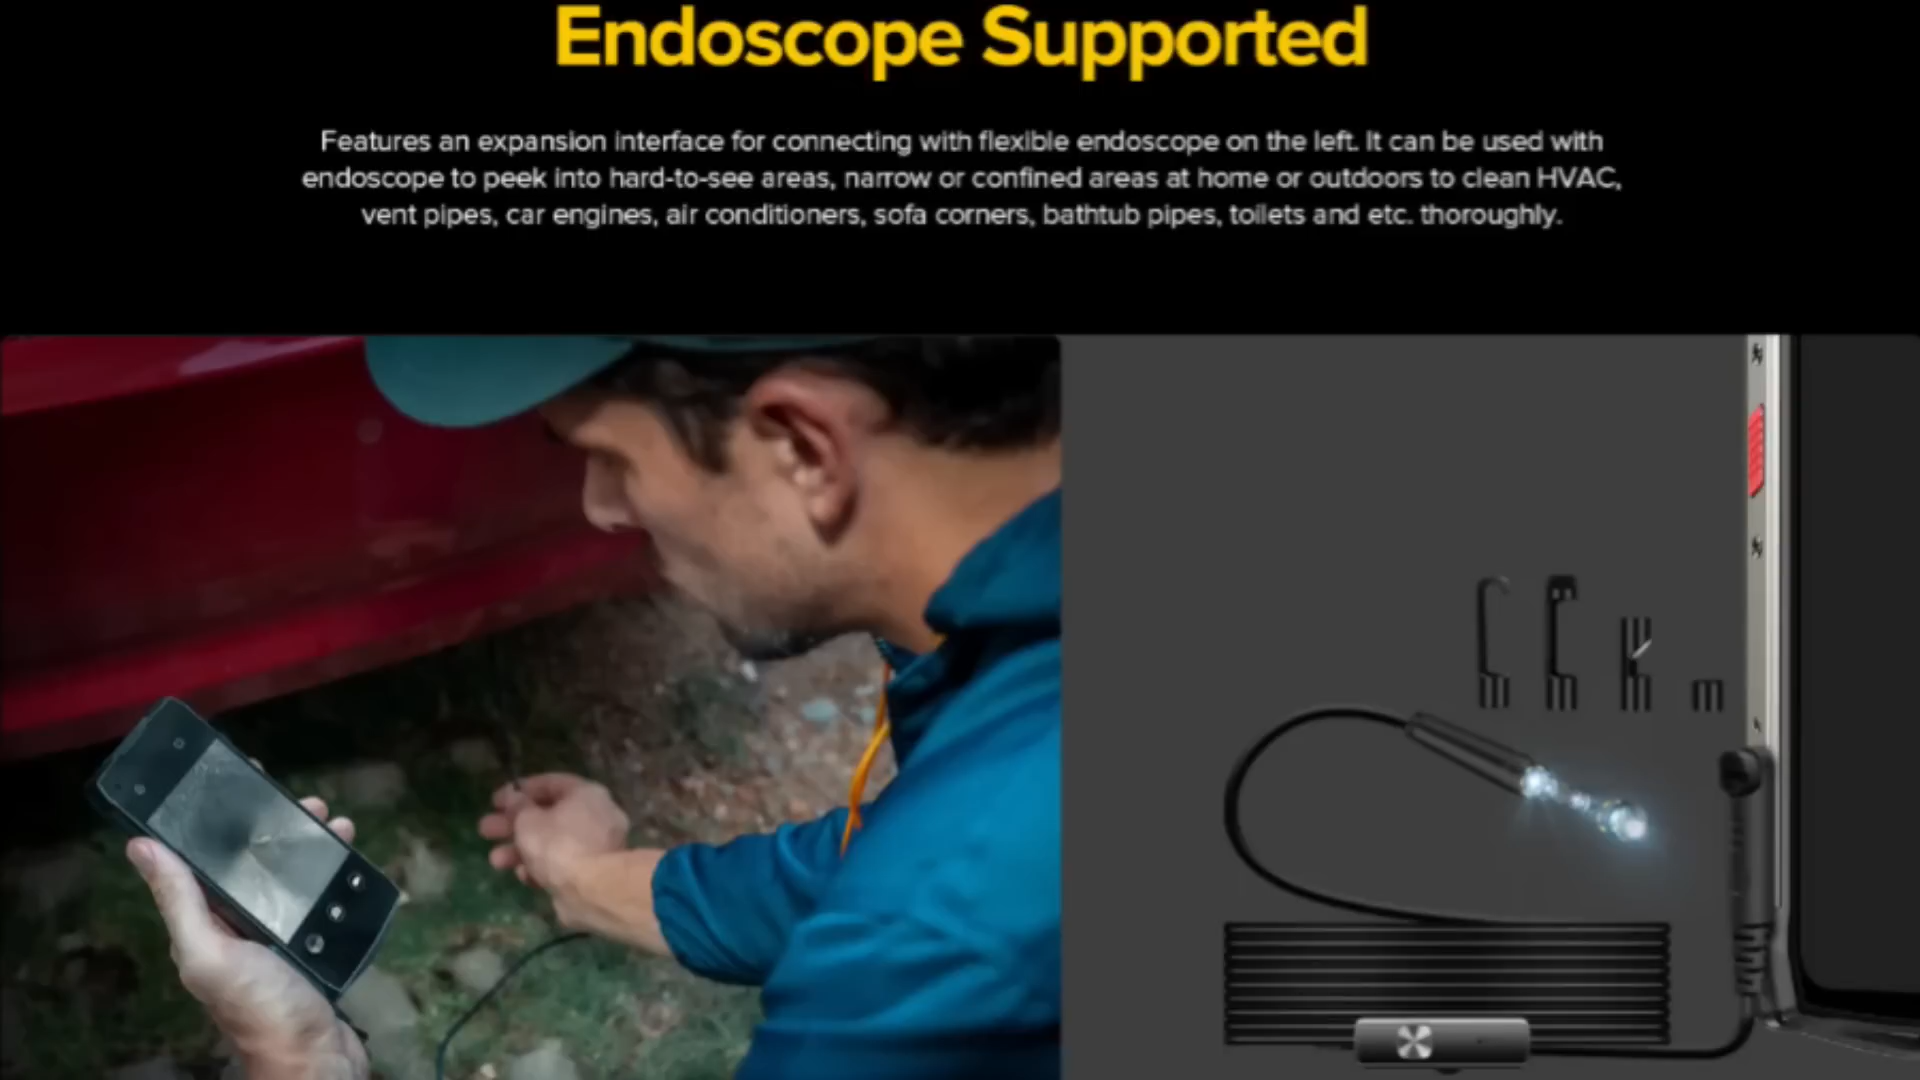 Endoscope Supported
Features an expansion interface for connecting with flexible endoscope on the left. It can be used with
endoscope to peek into hard-to-see areas, narrow or confined areas at home or outdoors to clean HVAC,
vent pipes, car engines, air conditioners, sofa corners, bathtub pipes, toilets and etc. thoroughly.